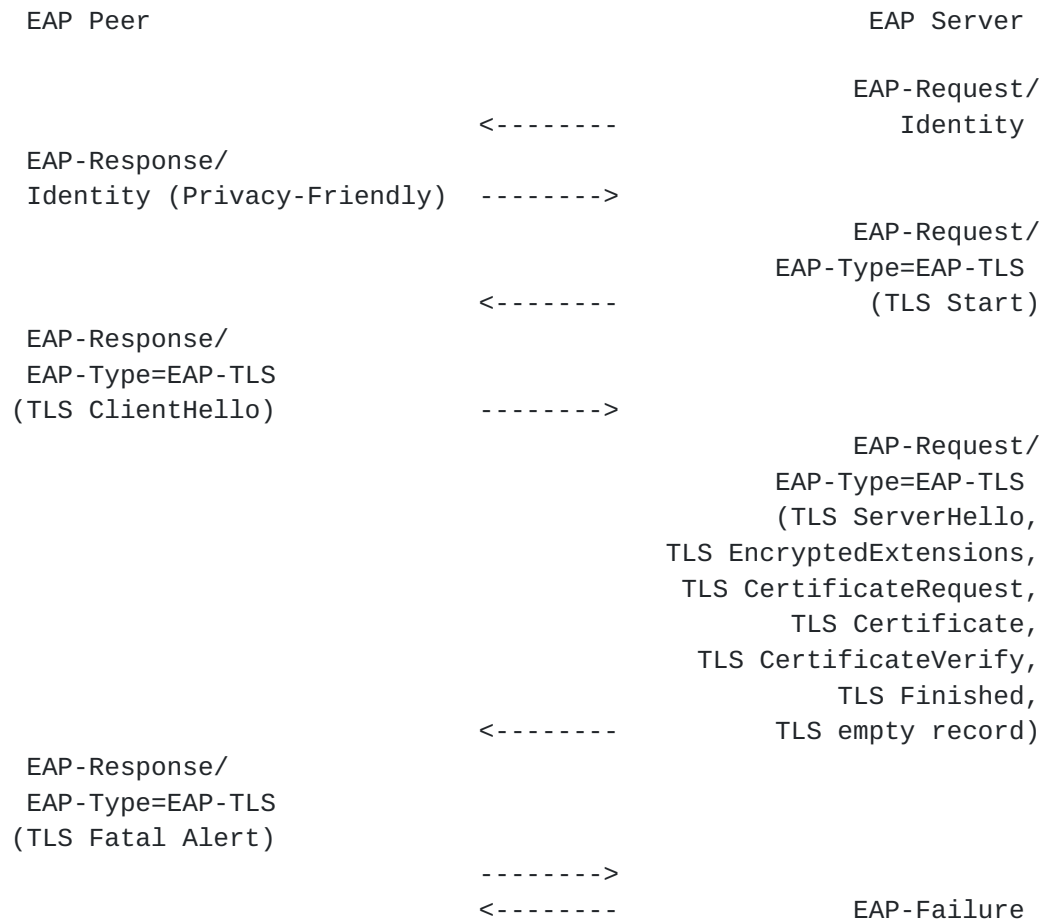 EAP Peer                                              EAP Server

                                                     EAP-Request/
                              <--------                 Identity
EAP-Response/
Identity (Privacy-Friendly)  -------->
                                                     EAP-Request/
                                                EAP-Type=EAP-TLS
                              <--------               (TLS Start)
EAP-Response/
EAP-Type=EAP-TLS
(TLS ClientHello)             -------->
                                                     EAP-Request/
                                                EAP-Type=EAP-TLS
                                                (TLS ServerHello,
                                         TLS EncryptedExtensions,
                                          TLS CertificateRequest,
                                                 TLS Certificate,
                                           TLS CertificateVerify,
                                                    TLS Finished,
                              <--------         TLS empty record)
EAP-Response/
EAP-Type=EAP-TLS
(TLS Fatal Alert)
                              -------->
                              <--------              EAP-Failure